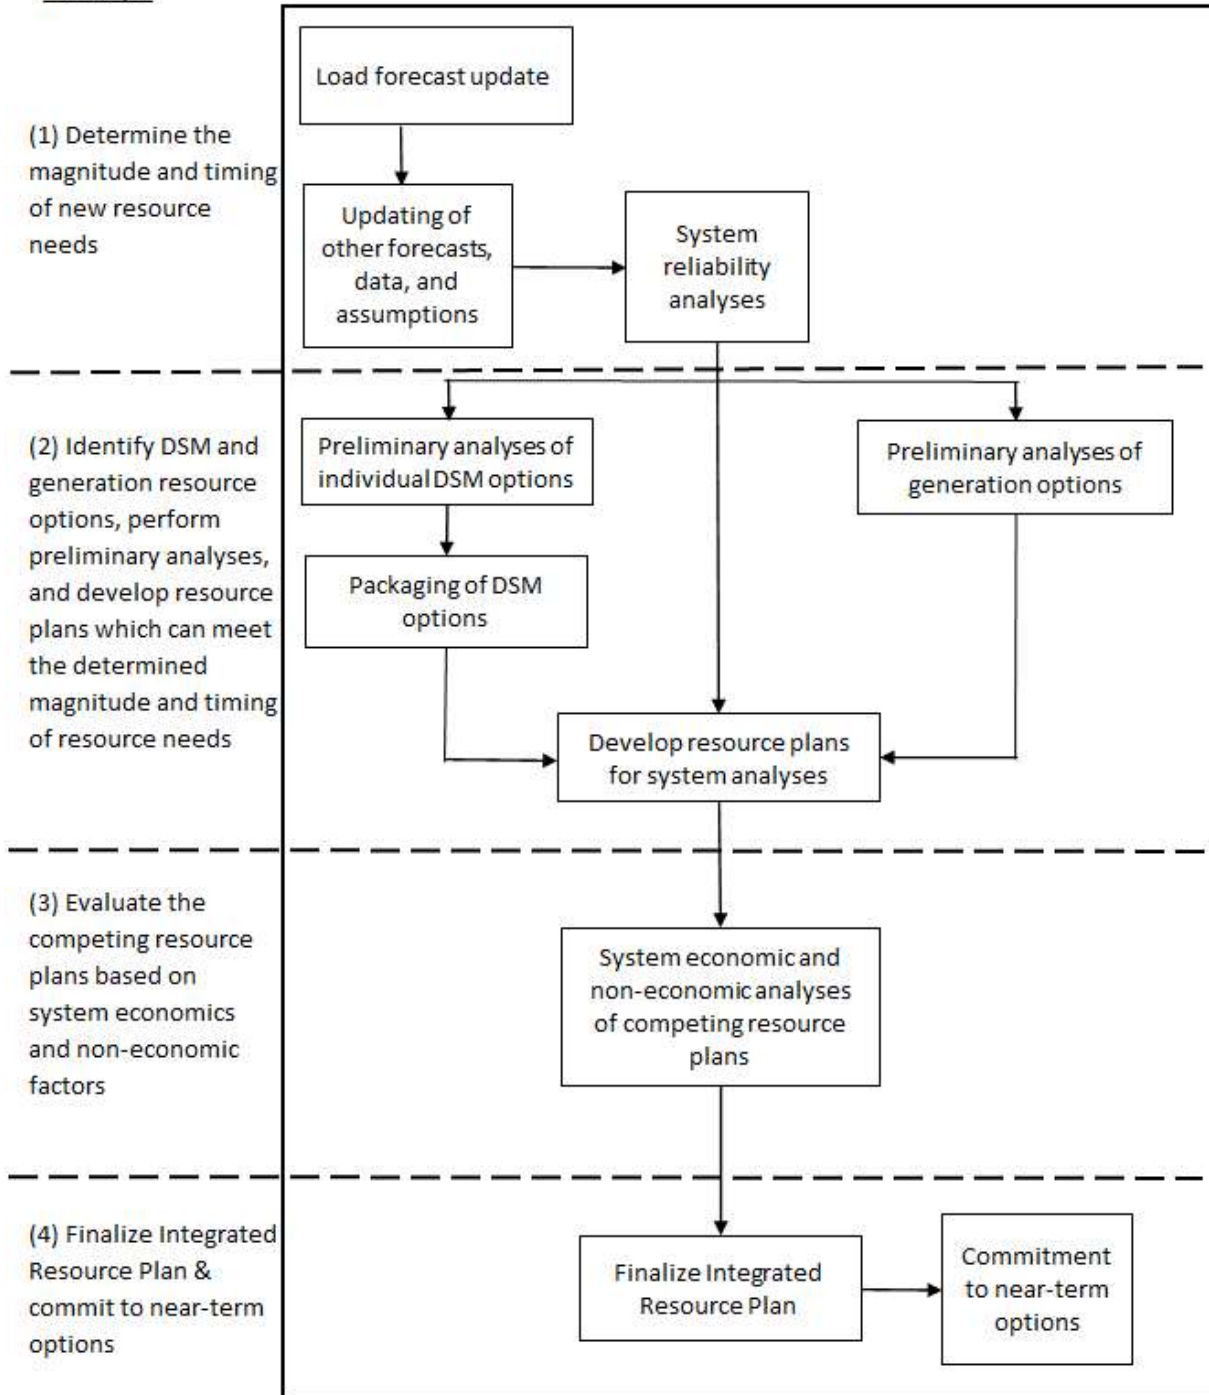 Load forecast update
(1) Determine the
magnitude and timing
of new resource
needs
Updating of
other forecasts,
data, and
assumptions
System
reliability
analyses
(2) Identify DSM and
generation resource
options, perform
preliminary analyses,
and develop resource
plans which can meet
the determined
magnitude and timing
of resource needs
Preliminary analyses of
individual DSM options
Preliminary analyses of
generation options
Packaging of DSM
options
Develop resource plans
for system analyses
(3) Evaluate the
competing resource
plans based on
system economics
and non-economic
factors
System economic and
non-economic analyses
of competing resource
plans
(4) Finalize Integrated
Resource Plan &
commit to near-term
options
Finalize Integrated
Resource Plan
Commitment
to near-term
options